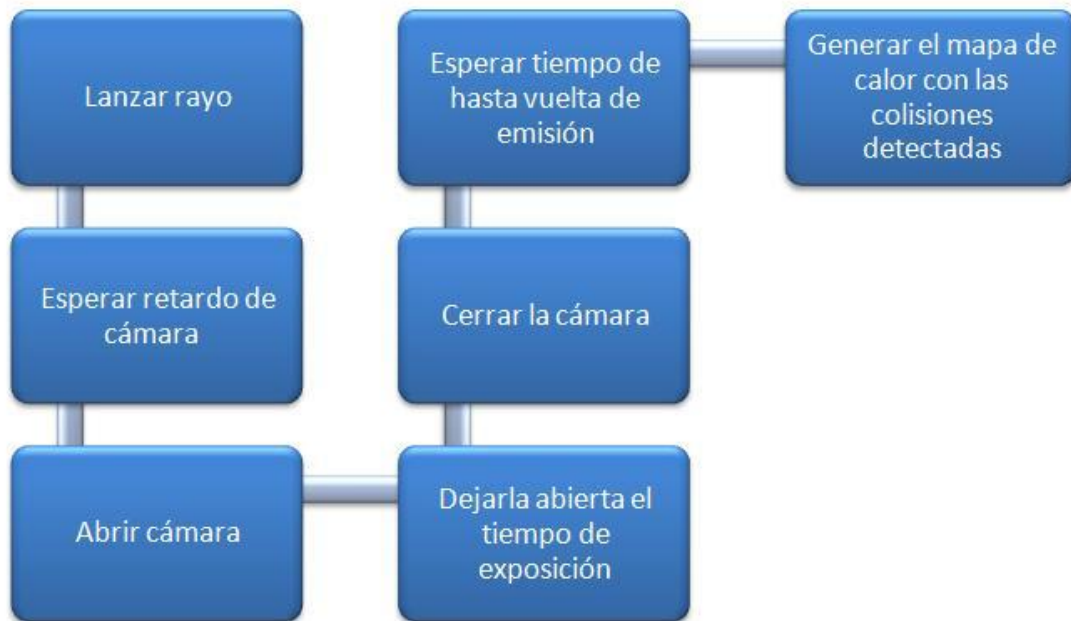 Lanzar rayo
Esperar retardo de
cámara
Abrir cámara
Dejarla abierta el
tiempo de
exposición
Cerrar la cámara
Esperar tiempo de
hasta vuelta de
emisión
Generar el mapa de
calor con las
colisiones
detectadas